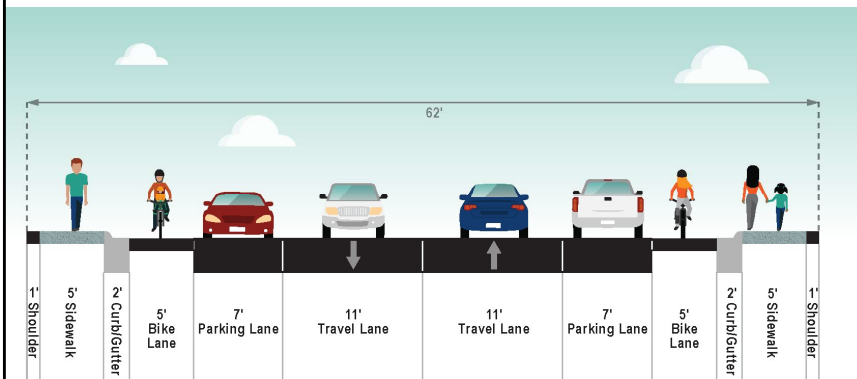 62'
1' Shoulder
5' Sidewalk
2' Curb/Gutter
5'
Bike
Lane
7'
Parking Lane
11'
Travel Lane
11'
Travel Lane
7'
Parking Lane
5'
Bike
Lane
2' Curb/Gutter
5' Sidewalk
1' Shoulder